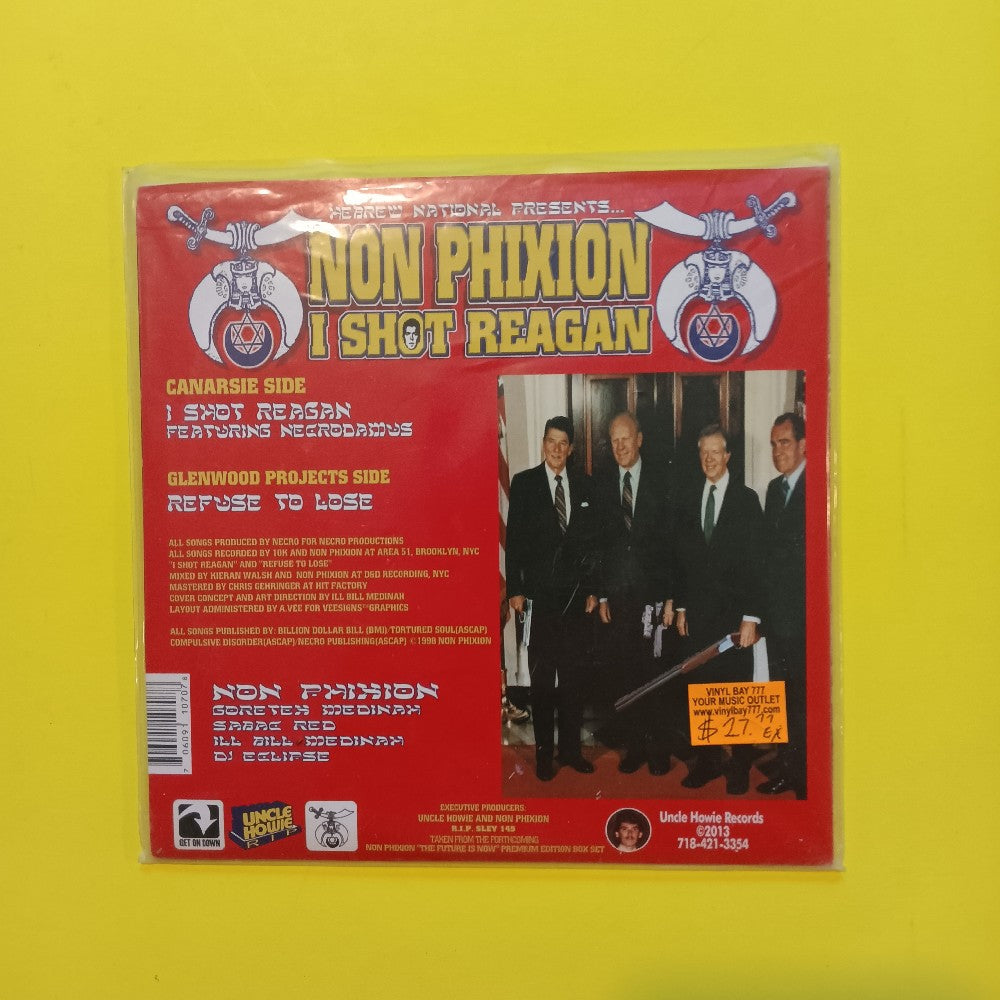 HEBREW NATIONAL PRESENTS...
NON PHIXION
I SHOT REAGAN
CANARSIE SIDE
I SHOT REAGAN
FEATURING NECRODAMUS
GLENWOOD PROJECTS SIDE
REFUSE TO LOSE
ALL SONGS PRODUCED BY NECRO FOR NECRO PRODUCTIONS
ALL SONGS RECORDED BY 10K AND NON PHIXION AT AREA 51, BROOKLYN, NYC
"I SHOT REAGAN" AND "REFUSE TO LOSE"
MIXED BY KIERAN WALSH AND NON PHIXION AT D&D RECORDING, NYC
MASTERED BY CHRIS GEHRINGER AT HIT FACTORY
COVER CONCEPT AND ART DIRECTION BY ILL BILL MEDINAH
LAYOUT ADMINISTERED BY A.VEE FOR VEESIGNS™GRAPHICS
ALL SONGS PUBLISHED BY: BILLION DOLLAR BILL (BMI)/TORTURED SOUL(ASCAP)
COMPULSIVE DISORDER(ASCAP)/NECRO PUBLISHING(ASCAP) ©1998 NON PHIXION
NON PHIXION
GORETEX MEDINAH
SABAC RED
ILL BILL MEDINAH
DJ ECLIPSE
7 06091 10707 8
VINYL BAY 777
YOUR MUSIC OUTLET
www.vinylbay777.com
$27.77
EX
GET ON DOWN
UNCLE
HOWIE
RIP
EXECUTIVE PRODUCERS:
UNCLE HOWIE AND NON PHIXION
R.I.P. SLEY 145
TAKEN FROM THE FORTHCOMING
NON PHIXION "THE FUTURE IS NOW" PREMIUM EDITION BOX SET
Uncle Howie Records
©2013
718-421-3354